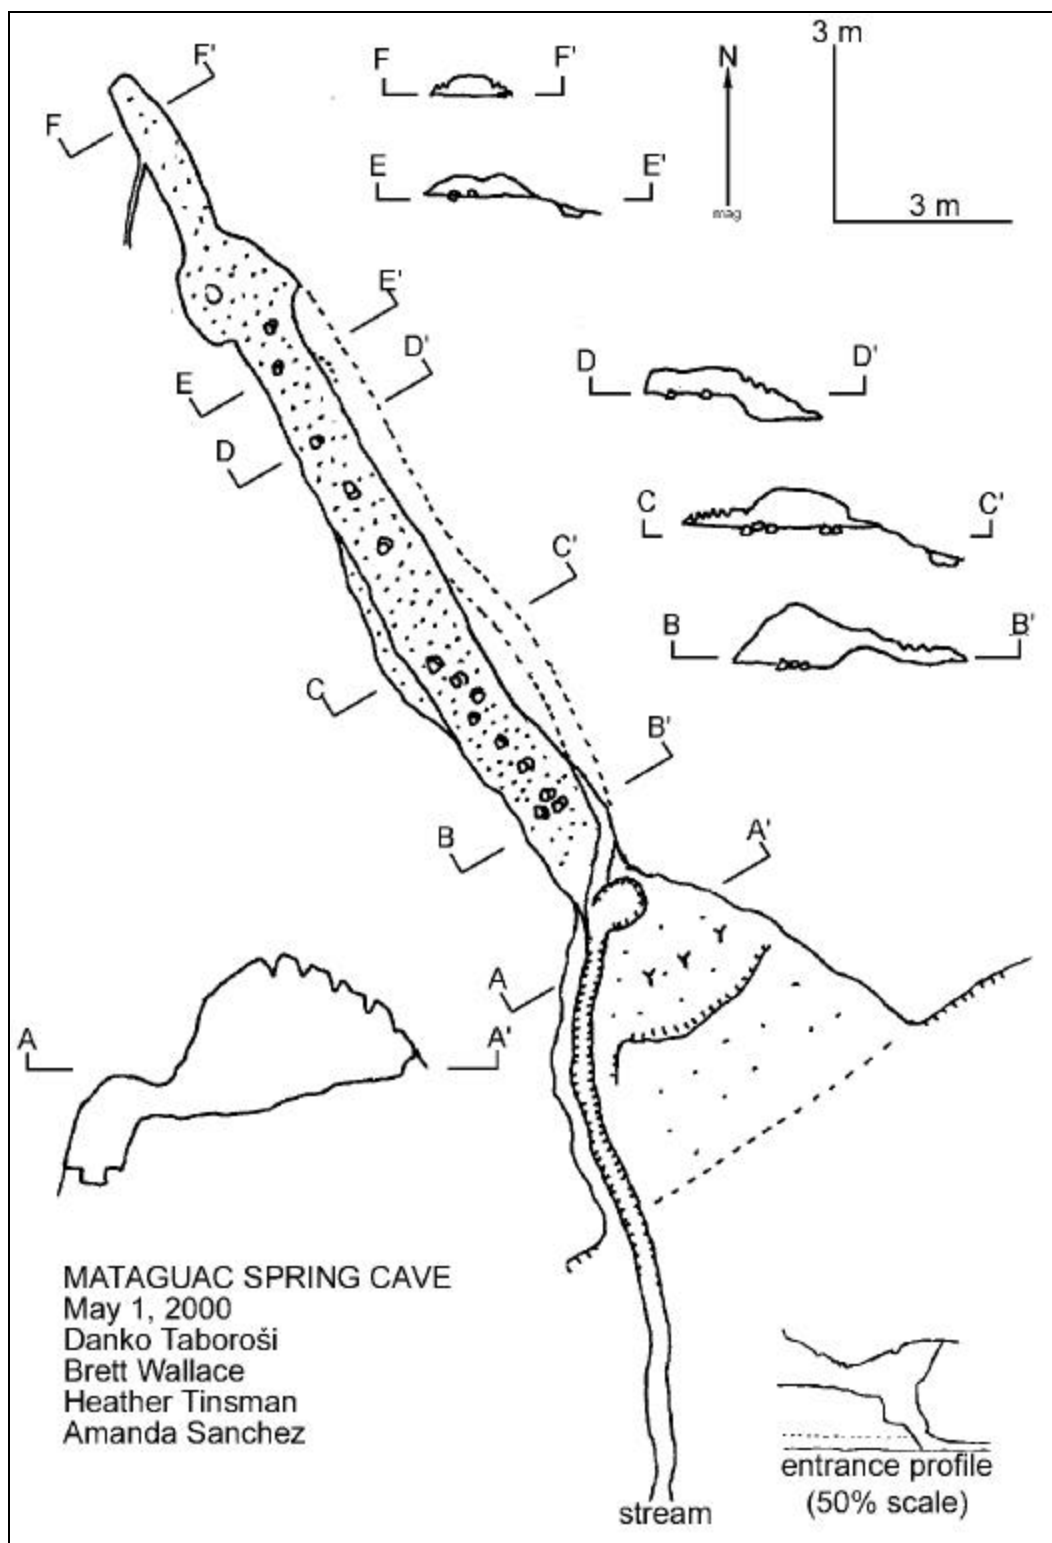 3 m
F'
F
F'
N
F
E
E'
3 m
mag
E'
D'
D
D'
E
D
C
C'
C'
B
B'
C
B'
A'
B
A
A
A'
MATAGUAC SPRING CAVE
May 1, 2000
Danko Taboroši
Brett Wallace
Heather Tinsman
Amanda Sanchez
entrance profile
(50% scale)
stream